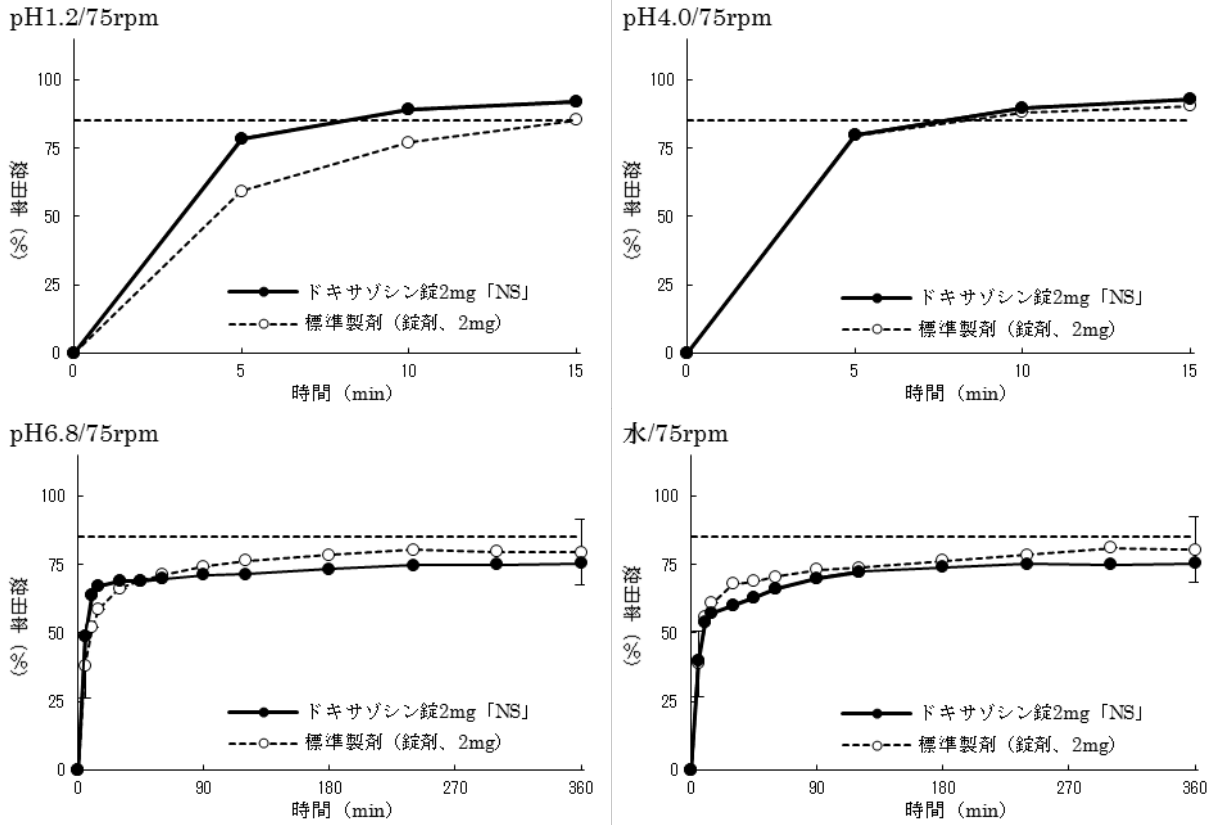 pH1.2/75rpm
100
75
50
25
0
溶出率 (%)
0 5 10 15
時間 (min)
ドキサゾシン錠2mg「NS」
標準製剤 (錠剤、2mg)
pH4.0/75rpm
100
75
50
25
0
溶出率 (%)
0 5 10 15
時間 (min)
ドキサゾシン錠2mg「NS」
標準製剤 (錠剤、2mg)
pH6.8/75rpm
100
75
50
25
0
溶出率 (%)
0 90 180 270 360
時間 (min)
ドキサゾシン錠2mg「NS」
標準製剤 (錠剤、2mg)
水/75rpm
100
75
50
25
0
溶出率 (%)
0 90 180 270 360
時間 (min)
ドキサゾシン錠2mg「NS」
標準製剤 (錠剤、2mg)